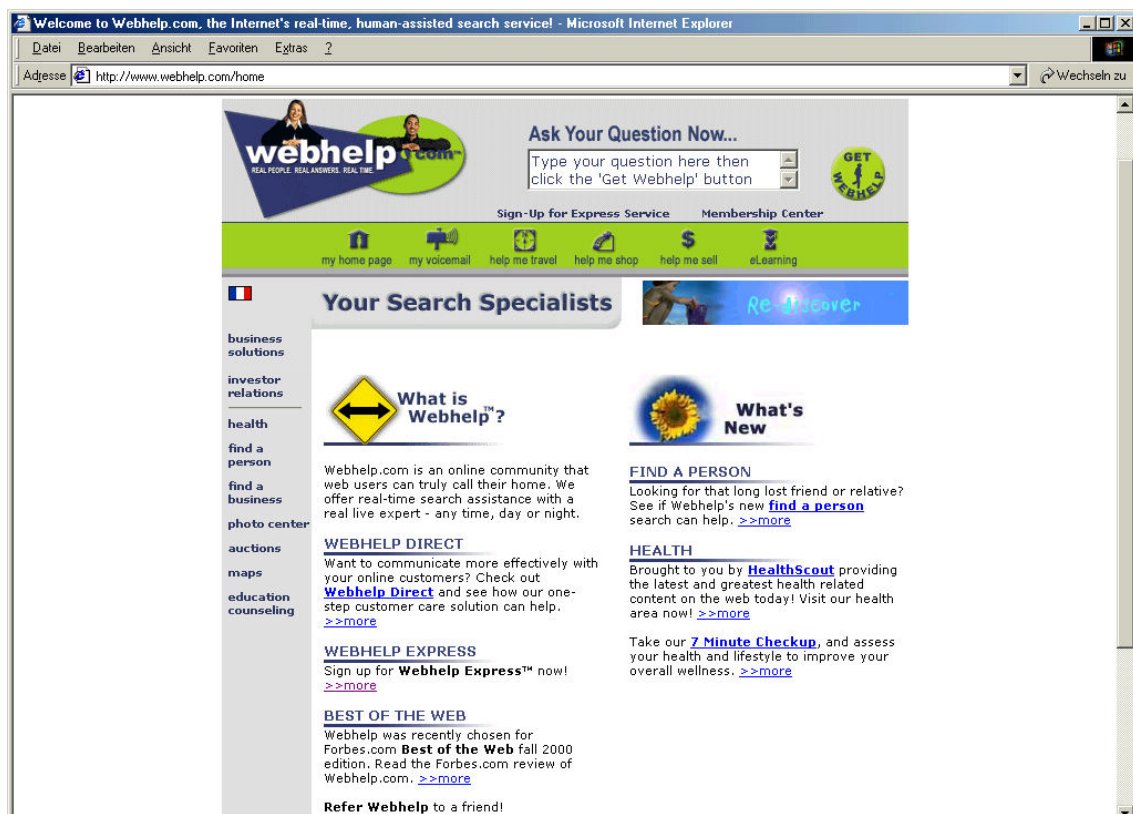 Welcome to Webhelp.com, the Internet's real-time, human-assisted search service! - Microsoft Internet Explorer
Datei Bearbeiten Ansicht Favoriten Extras ?
Adresse http://www.webhelp.com/home Wechseln zu
webhelp.com™
REAL PEOPLE. REAL ANSWERS. REAL TIME.
Ask Your Question Now...
Type your question here then
click the 'Get Webhelp' button
GET WEBHELP
Sign-Up for Express Service Membership Center
my home page my voicemail help me travel help me shop help me sell eLearning
Your Search Specialists
Re-discover
business
solutions
investor
relations
health
find a
person
find a
business
photo center
auctions
maps
education
counseling
What is
Webhelp™?
Webhelp.com is an online community that
web users can truly call their home. We
offer real-time search assistance with a
real live expert - any time, day or night.
WEBHELP DIRECT
Want to communicate more effectively with
your online customers? Check out
Webhelp Direct and see how our one-
step customer care solution can help.
>>more
WEBHELP EXPRESS
Sign up for Webhelp Express™ now!
>>more
BEST OF THE WEB
Webhelp was recently chosen for
Forbes.com Best of the Web fall 2000
edition. Read the Forbes.com review of
Webhelp.com. >>more
Refer Webhelp to a friend!
What's
New
FIND A PERSON
Looking for that long lost friend or relative?
See if Webhelp's new find a person
search can help. >>more
HEALTH
Brought to you by HealthScout providing
the latest and greatest health related
content on the web today! Visit our health
area now! >>more
Take our 7 Minute Checkup, and assess
your health and lifestyle to improve your
overall wellness. >>more